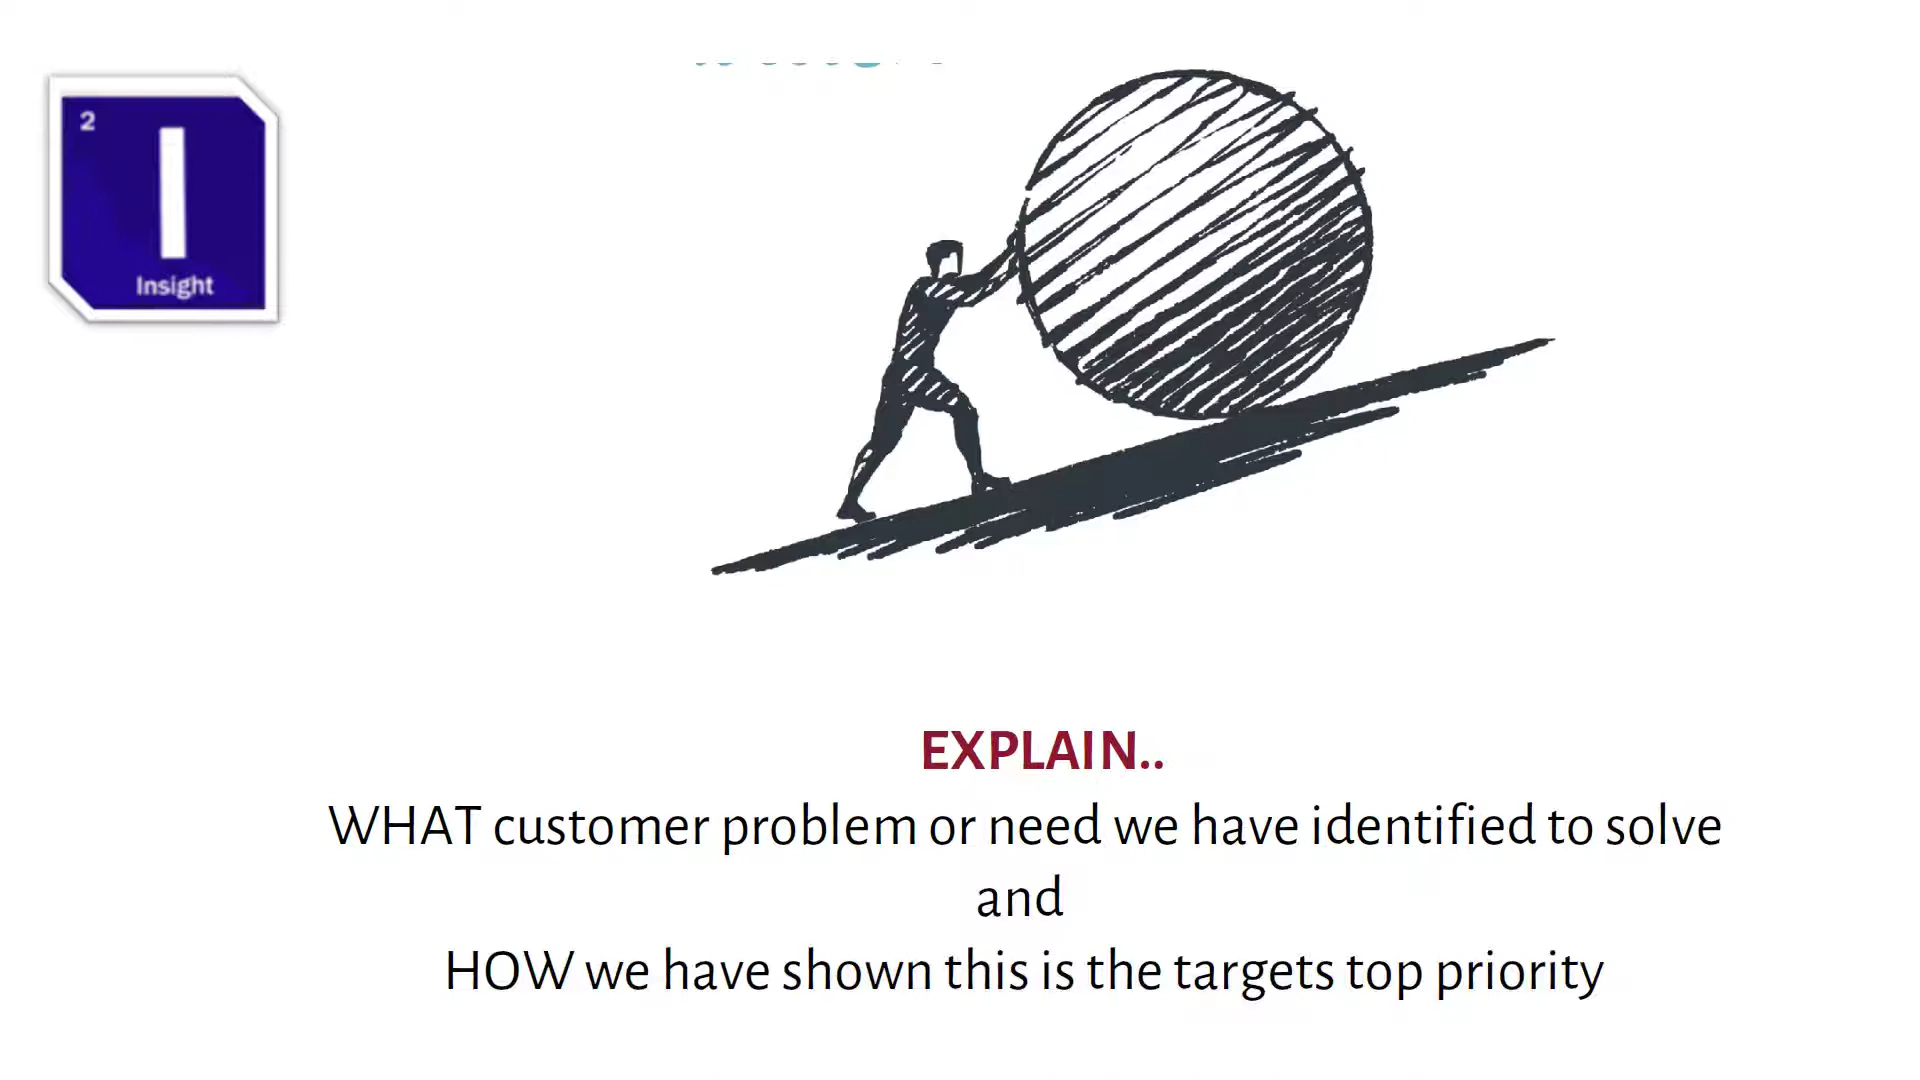 2
I
Insight
EXPLAIN..
WHAT customer problem or need we have identified to solve
and
HOW we have shown this is the targets top priority